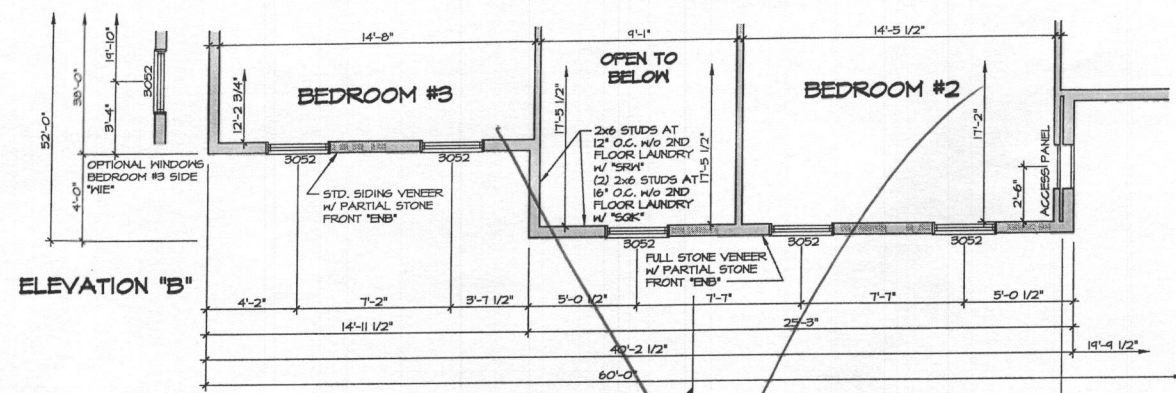 14'-8"
9'-1"
14'-5 1/2"
OPEN TO
BELOW
BEDROOM #3
BEDROOM #2
52'-0"
19'-10"
3052
3'-4"
4'-0"
12'-2 3/4"
17'-5 1/2"
17'-5 1/2"
17'-2"
2'-6"
ACCESS PANEL
OPTIONAL WINDOWS
BEDROOM #3 SIDE
"WIE"
3052
3052
STD. SIDING VENEER
W/ PARTIAL STONE
FRONT "ENB"
2x6 STUDS AT
12" O.C. W/o 2ND
FLOOR LAUNDRY
W/ "SRW"
(2) 2x6 STUDS AT
16" O.C. W/o 2ND
FLOOR LAUNDRY
W/ "SQK"
3052
3052
3052
FULL STONE VENEER
W/ PARTIAL STONE
FRONT "ENB"
ELEVATION "B"
4'-2"
7'-2"
3'-7 1/2"
5'-0 1/2"
7'-7"
7'-7"
5'-0 1/2"
14'-11 1/2"
25'-3"
40'-2 1/2"
19'-9 1/2"
60'-0"